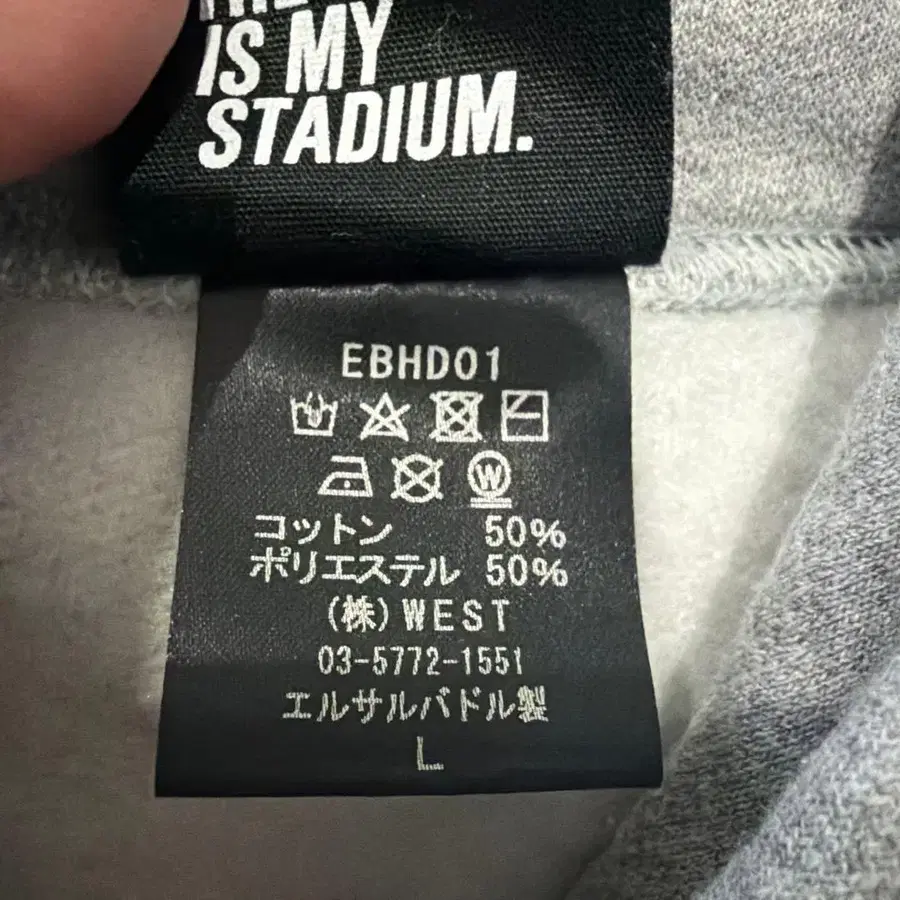 IS MY
STADIUM.
EBHD01
W
コットン 50%
ポリエステル 50%
(株)WEST
03-5772-1551
エルサルバドル製
L